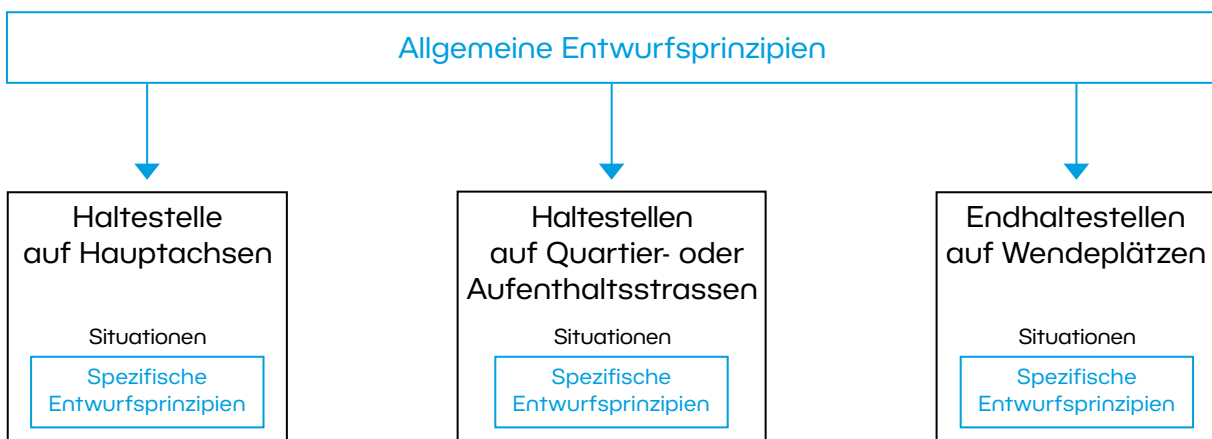 Allgemeine Entwurfsprinzipien
Haltestelle
auf Hauptachsen
Situationen
Spezifische
Entwurfsprinzipien
Haltestellen
auf Quartier- oder
Aufenthaltsstrassen
Situationen
Spezifische
Entwurfsprinzipien
Endhaltestellen
auf Wendeplätzen
Situationen
Spezifische
Entwurfsprinzipien